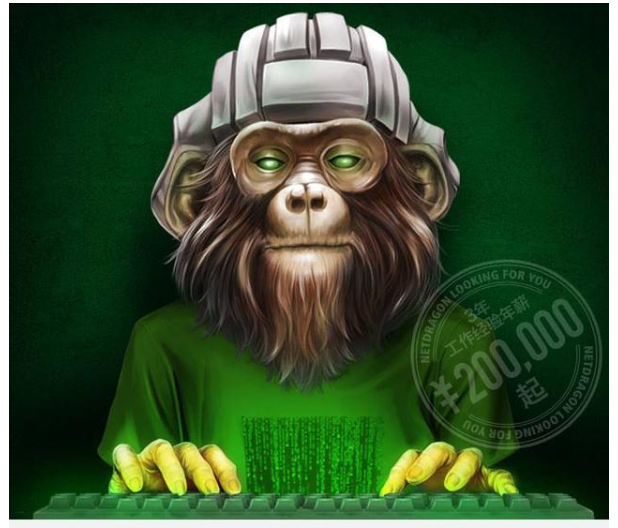 NETDRAGON LOOKING FOR YOU
3年
工作经验年薪
¥200,000
起
NETDRAGON LOOKING FOR YOU